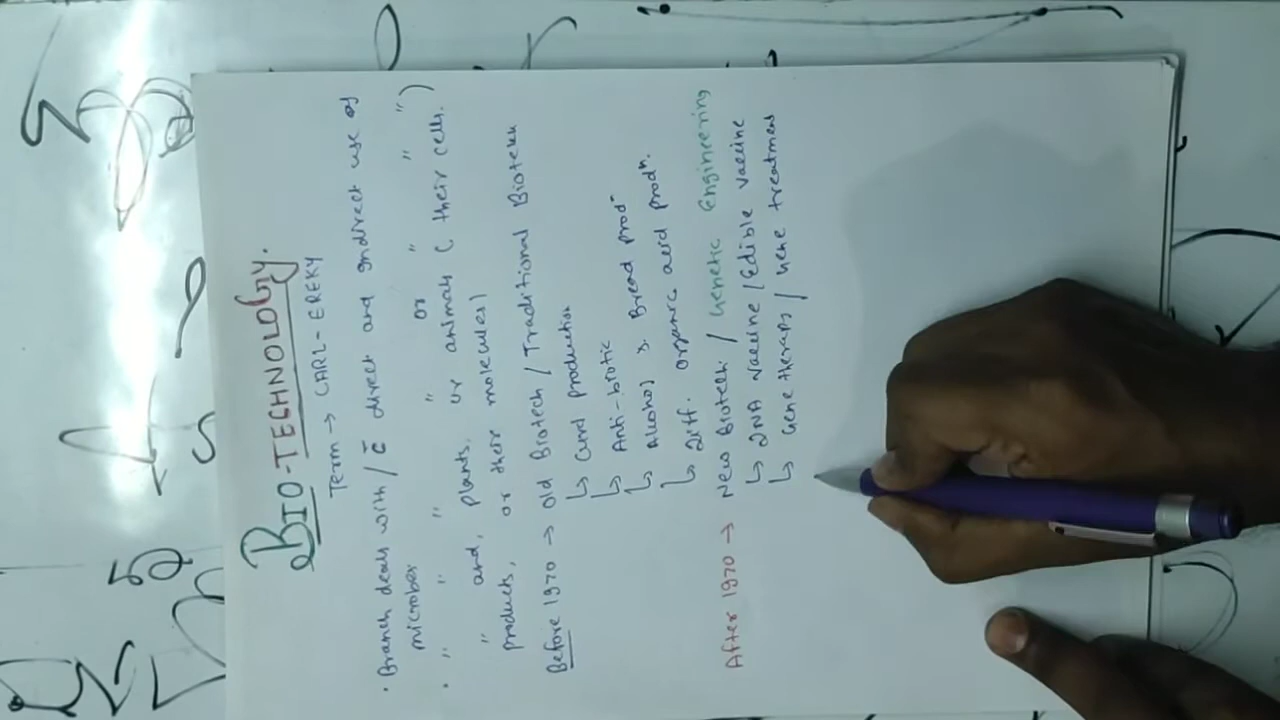 BIO-TECHNOLOGY.
Term → CARL-EREKY
• Branch deals with / c̄ direct and indirect use of
microbes " or " " " )
• " " " " plants, or animals ( their cells.
" and,
products, or there molecules)
Before 1970 → Old Biotech / Traditional Biotech
↳ Curd production
↳ Anti-biotic
↳ Alcohol & Bread prodⁿ
↳ Diff. organic acid prodⁿ.
After 1970 → New Biotech / Genetic Engineering
↳ DNA vaccine / Edible vaccine
↳ Gene therapy / Gene treatment